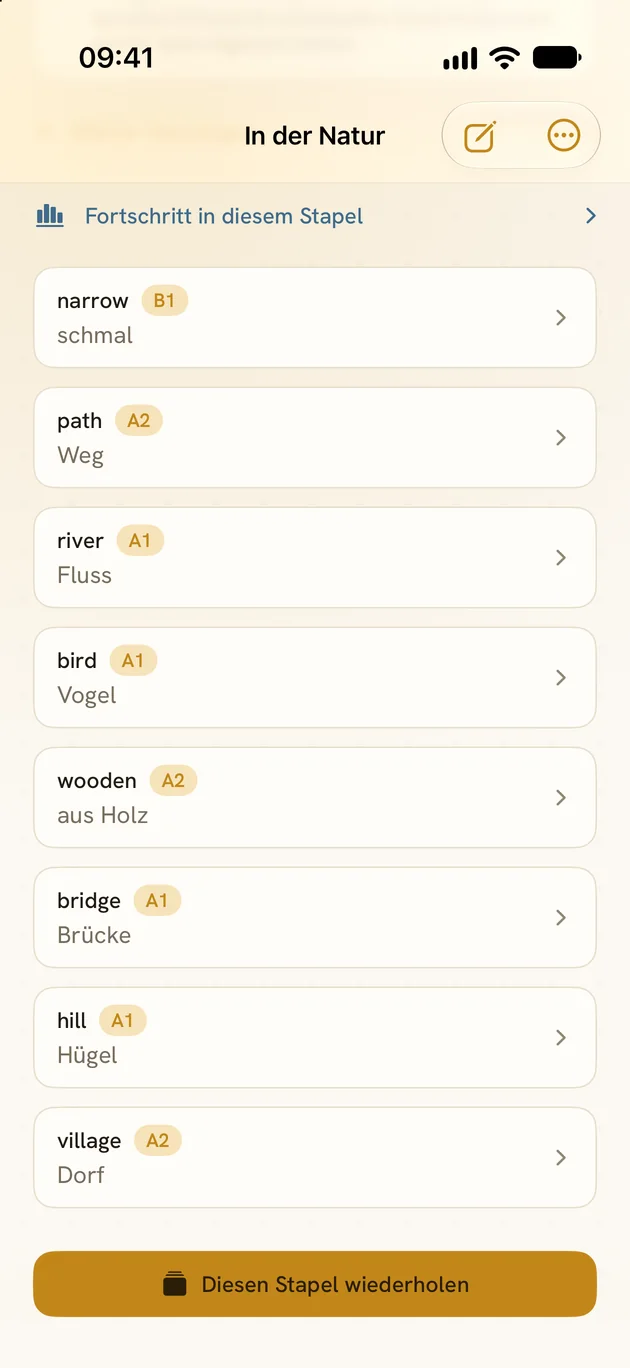 09:41
In der Natur
Fortschritt in diesem Stapel
narrow B1
schmal
path A2
Weg
river A1
Fluss
bird A1
Vogel
wooden A2
aus Holz
bridge A1
Brücke
hill A1
Hügel
village A2
Dorf
Diesen Stapel wiederholen